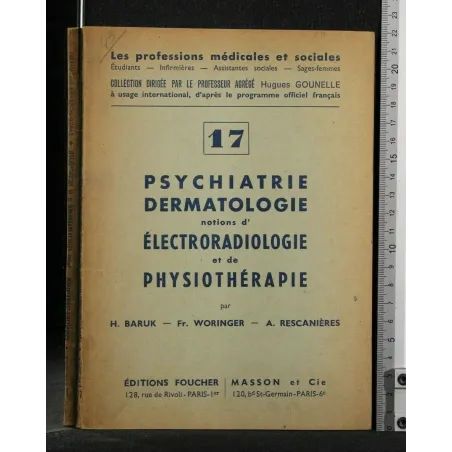 Les professions médicales et sociales
Étudiants — Infirmières — Assistantes sociales — Sages-femmes
COLLECTION DIRIGÉE PAR LE PROFESSEUR AGRÉGÉ Hugues GOUNELLE
à usage international, d'après le programme officiel français
17
PSYCHIATRIE
DERMATOLOGIE
notions d'
ÉLECTRORADIOLOGIE
et de
PHYSIOTHÉRAPIE
par
H. BARUK — Fr. WORINGER — A. RESCANIÈRES
ÉDITIONS FOUCHER
128, rue de Rivoli - PARIS-1er
MASSON et Cie
120, bd St-Germain - PARIS-6e